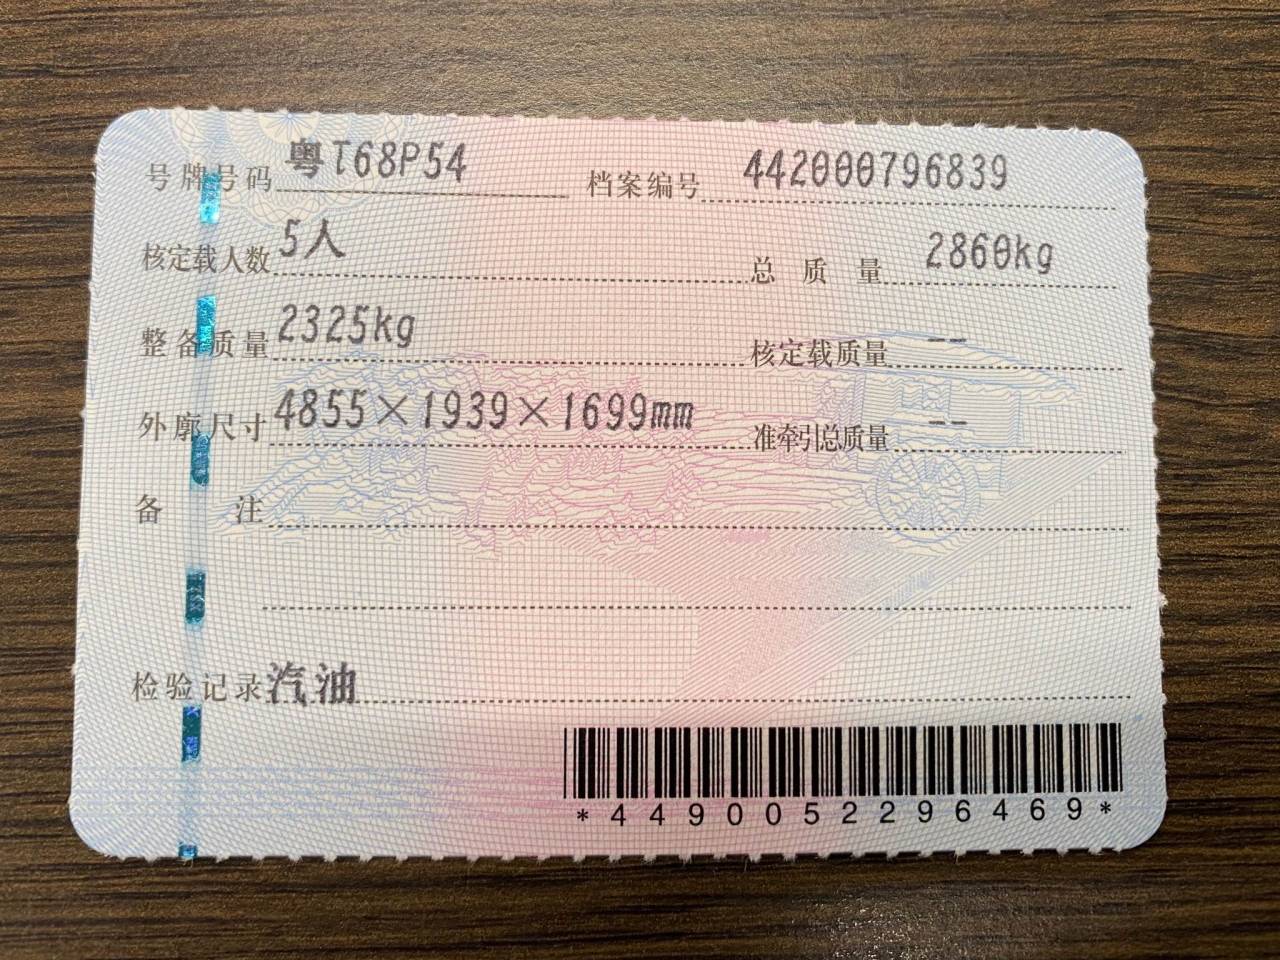 号牌号码 粤T68P54 档案编号 442000796839
核定载人数 5人 总质量 2860kg
整备质量 2325kg 核定载质量 --
外廓尺寸 4855×1939×1699mm 准牵引总质量 --
备注
检验记录 汽油
*4490052296469*